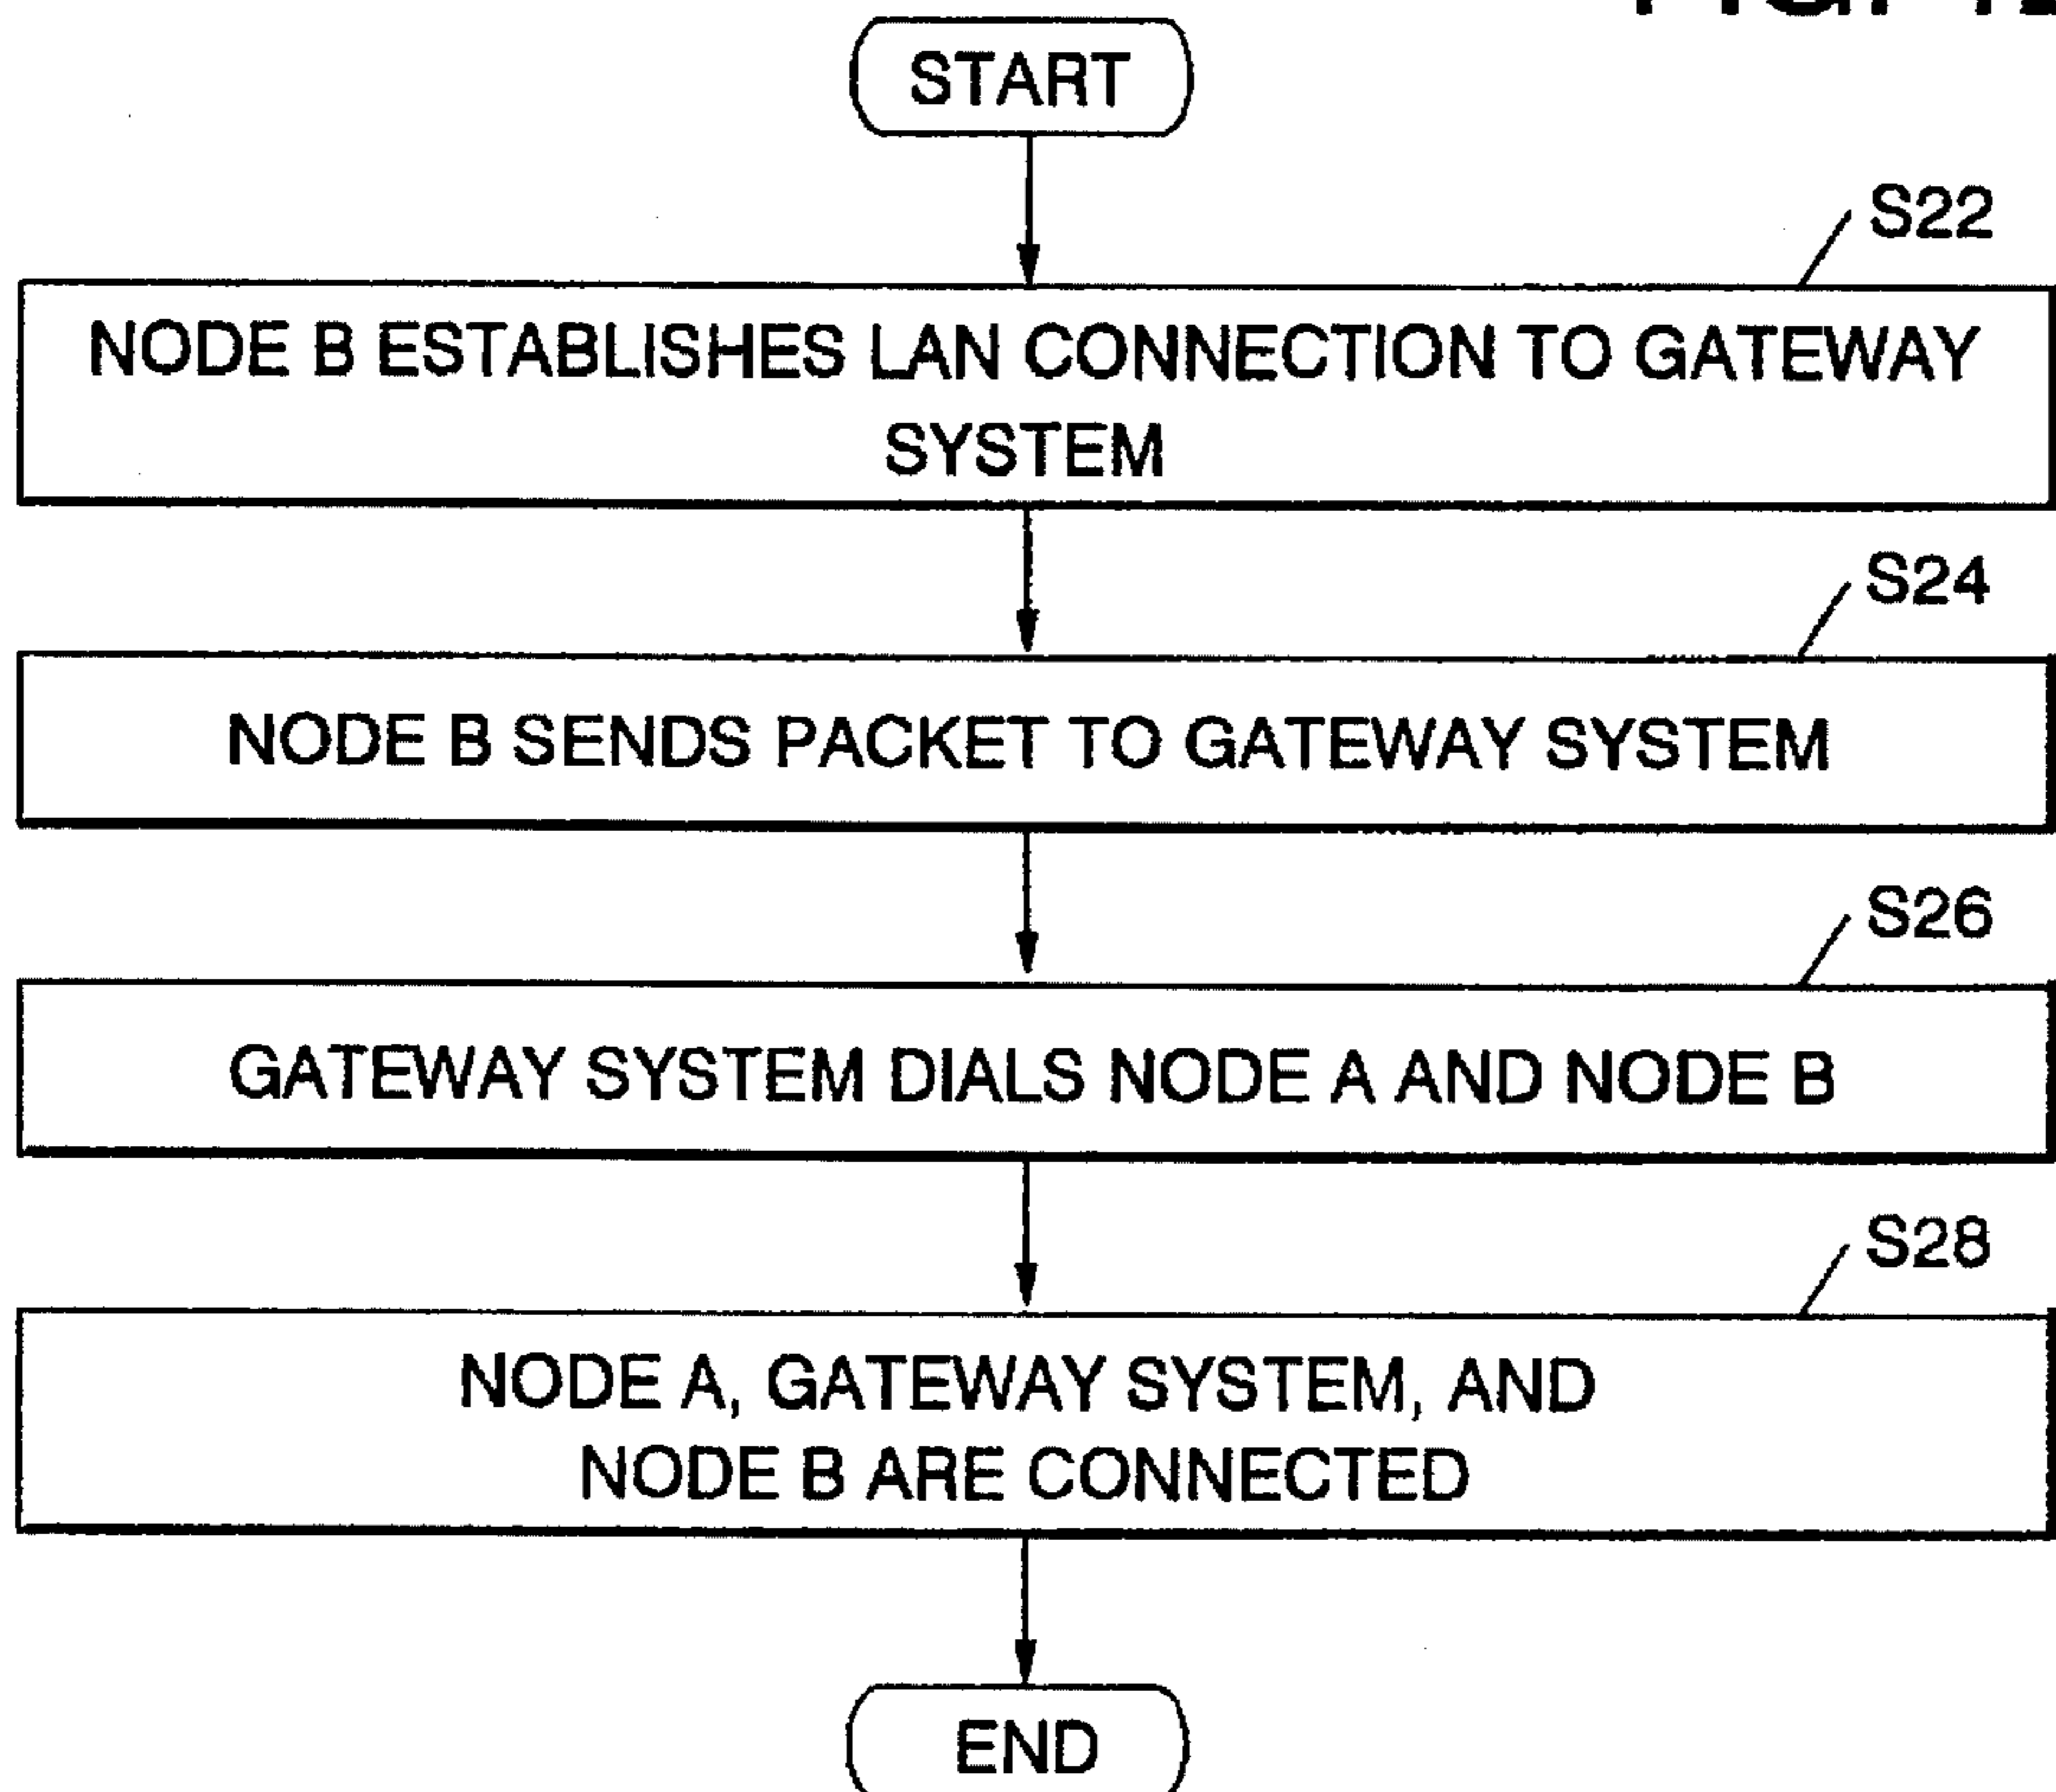 START
S22
NODE B ESTABLISHES LAN CONNECTION TO GATEWAY
SYSTEM
S24
NODE B SENDS PACKET TO GATEWAY SYSTEM
S26
GATEWAY SYSTEM DIALS NODE A AND NODE B
S28
NODE A, GATEWAY SYSTEM, AND
NODE B ARE CONNECTED
END